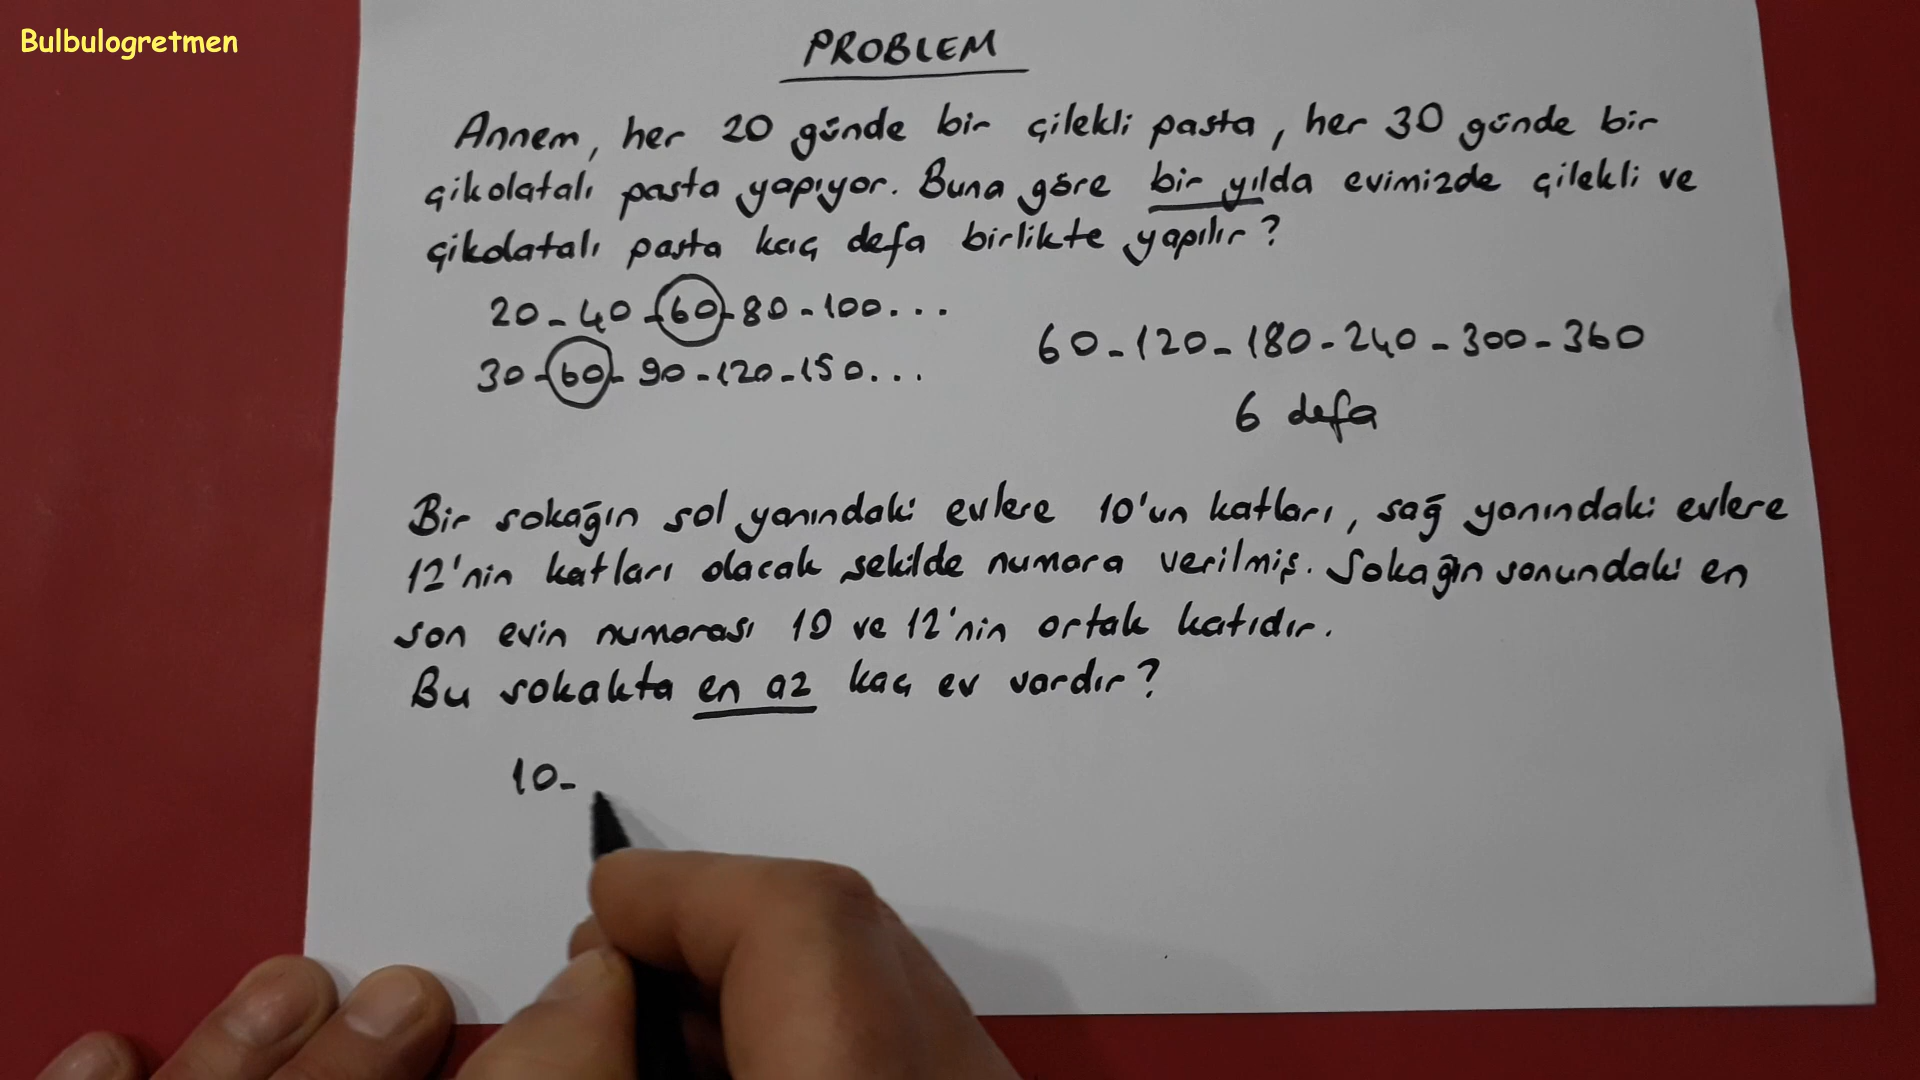 Bulbulogretmen
PROBLEM
Annem, her 20 günde bir çilekli pasta, her 30 günde bir
çikolatalı pasta yapıyor. Buna göre bir yılda evimizde çilekli ve
çikolatalı pasta kaç defa birlikte yapılır?
20-40-60-80-100...
30-60-90-120-150...
60-120-180-240-300-360
6 defa
Bir sokağın sol yanındaki evlere 10'un katları, sağ yanındaki evlere
12'nin katları olacak şekilde numara verilmiş. Sokağın sonundaki en
son evin numarası 10 ve 12'nin ortak katıdır.
Bu sokakta en az kaç ev vardır?
10-